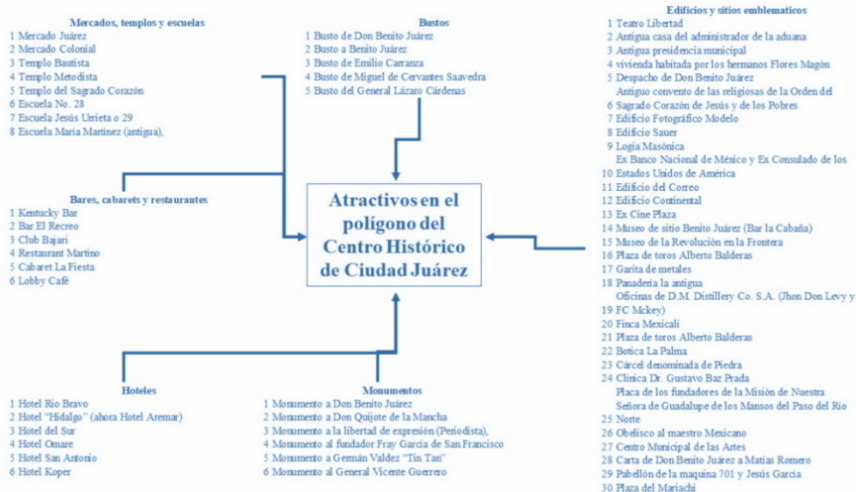 Mercados, templos y escuelas
1 Mercado Juárez
2 Mercado Colonial
3 Templo Bautista
4 Templo Metodista
5 Templo del Sagrado Corazón
6 Escuela No. 28
7 Escuela Jesús Urrieta o 29
8 Escuela María Martínez (antigua),
Bustos
1 Busto de Don Benito Juárez
2 Busto a Benito Juárez
3 Busto de Emilio Carranza
4 Busto de Miguel de Cervantes Saavedra
5 Busto del General Lázaro Cárdenas
Edificios y sitios emblematicos
1 Teatro Libertad
2 Antigua casa del administrador de la aduana
3 Antigua presidencia municipal
4 vivienda habitada por los hermanos Flores Magón
5 Despacho de Don Benito Juárez
Antiguo convento de las religiosas de la Orden del
6 Sagrado Corazón de Jesús y de los Pobres
7 Edificio Fotográfico Modelo
8 Edificio Sauer
9 Logia Masónica
Ex Banco Nacional de México y Ex Consulado de los
10 Estados Unidos de América
11 Edificio del Correo
12 Edificio Continental
13 Ex Cine Plaza
14 Museo de sitio Benito Juárez (Bar la Cabaña)
15 Museo de la Revolución en la Frontera
16 Plaza de toros Alberto Balderas
17 Garita de metales
18 Panadería la antigua
Oficinas de D.M. Distillery Co. S.A. (Jhon Don Levy y
19 FC Mckey)
20 Finca Mexicali
21 Plaza de toros Alberto Balderas
22 Botica La Palma
23 Cárcel denominada de Piedra
24 Clínica Dr. Gustavo Baz Prada
Placa de los fundadores de la Misión de Nuestra
Señora de Guadalupe de los Mansos del Paso del Río
25 Norte
26 Obelisco al maestro Mexicano
27 Centro Municipal de las Artes
28 Carta de Don Benito Juárez a Matías Romero
29 Pabellón de la maquina 701 y Jesús García
30 Plaza del Mariachi
Bares, cabarets y restaurantes
1 Kentucky Bar
2 Bar El Recreo
3 Club Bajari
4 Restaurant Martino
5 Cabaret La Fiesta
6 Lobby Café
Atractivos en el
polígono del
Centro Histórico
de Ciudad Juárez
Hoteles
1 Hotel Río Bravo
2 Hotel "Hidalgo" (ahora Hotel Aremar)
3 Hotel del Sur
4 Hotel Omare
5 Hotel San Antonio
6 Hotel Koper
Monumentos
1 Monumento a Don Benito Juárez
2 Monumento a Don Quijote de la Mancha
3 Monumento a la libertad de expresión (Periodista),
4 Monumento al fundador Fray García de San Francisco
5 Monumento a Germán Valdez "Tin Tan"
6 Monumento al General Vicente Guerrero